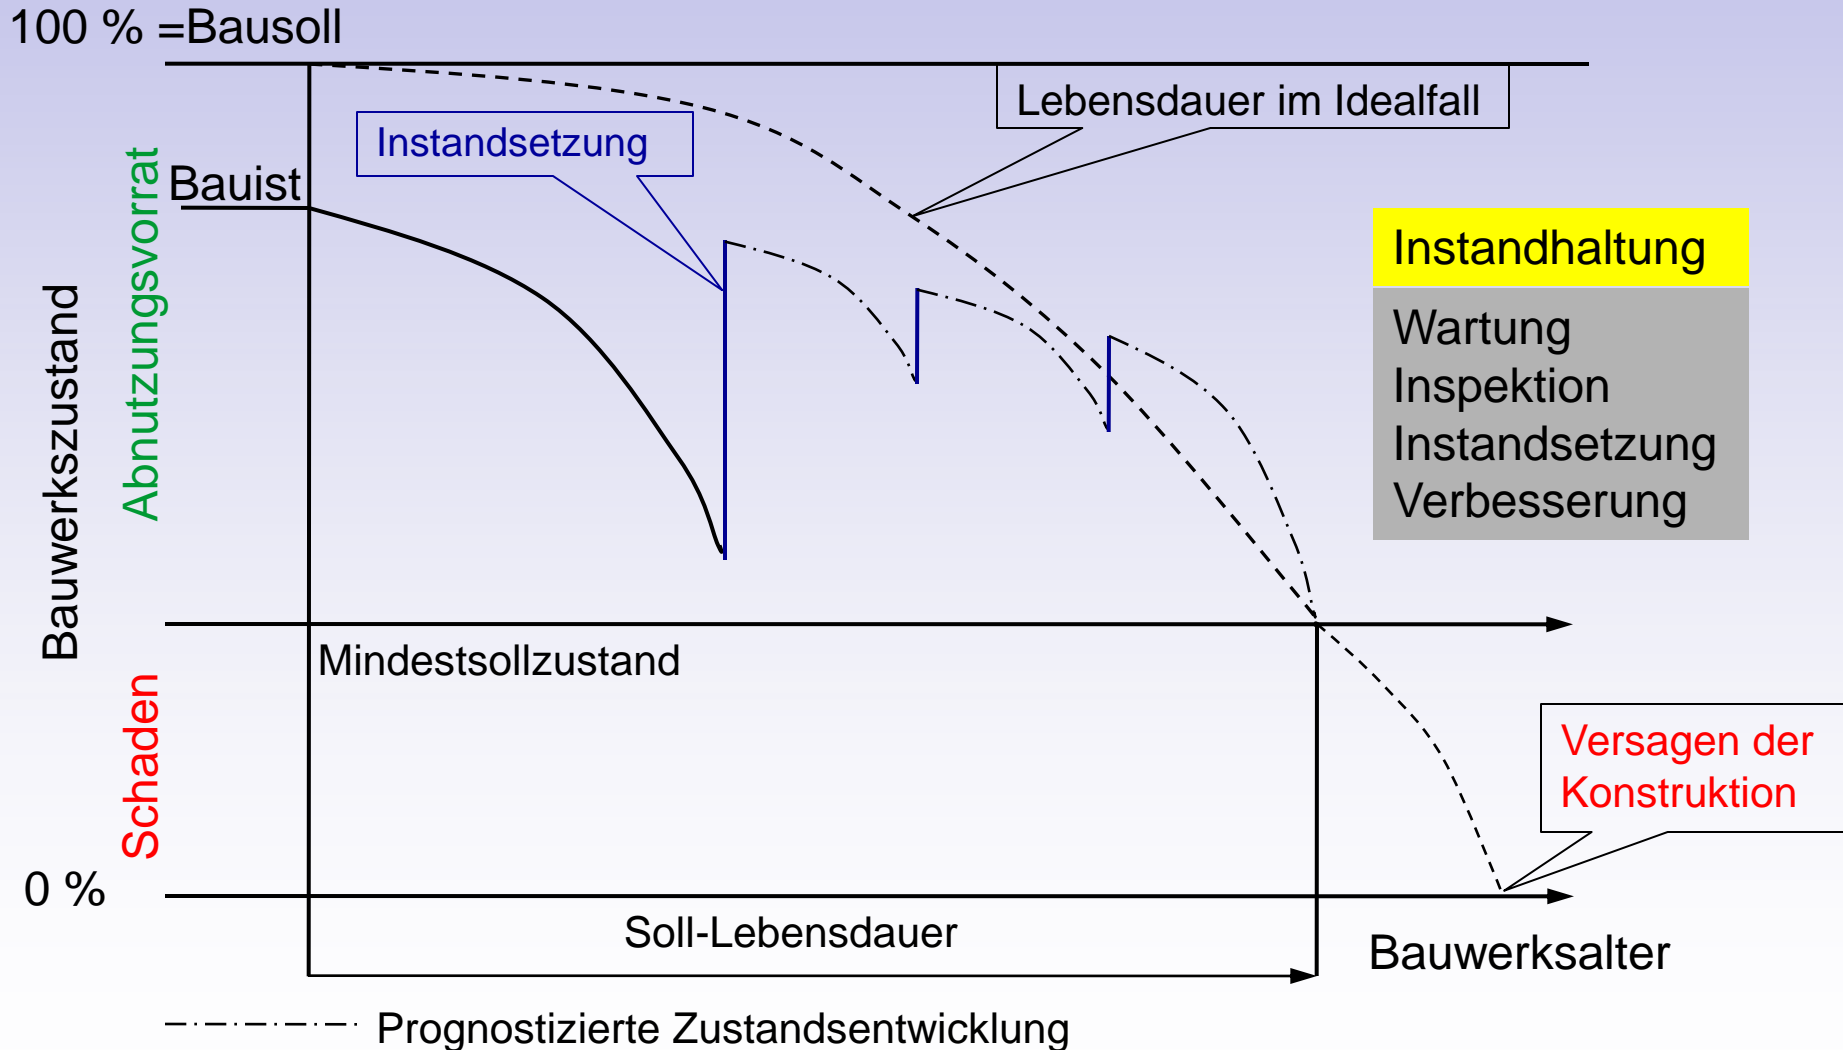 100 % =Bausoll
Lebensdauer im Idealfall
Instandsetzung
Bauist
Abnutzungsvorrat
Bauwerkszustand
Instandhaltung
Wartung
Inspektion
Instandsetzung
Verbesserung
Mindestsollzustand
Schaden
Versagen der
Konstruktion
0 %
Soll-Lebensdauer
Bauwerksalter
Prognostizierte Zustandsentwicklung